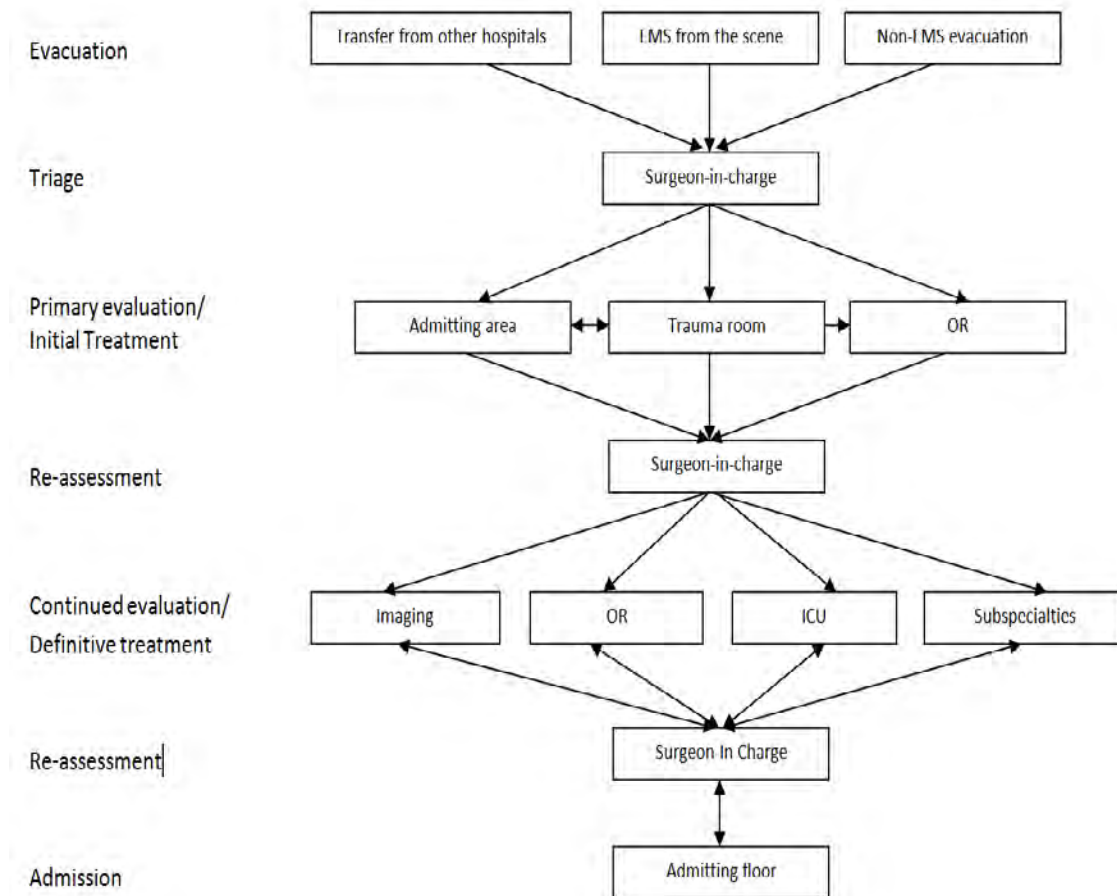 Evacuation
Transfer from other hospitals
EMS from the scene
Non-EMS evacuation
Triage
Surgeon-in-charge
Primary evaluation/
Initial Treatment
Admitting area
Trauma room
OR
Re-assessment
Surgeon-in-charge
Continued evaluation/
Definitive treatment
Imaging
OR
ICU
Subspecialties
Re-assessment
Surgeon In Charge
Admission
Admitting floor